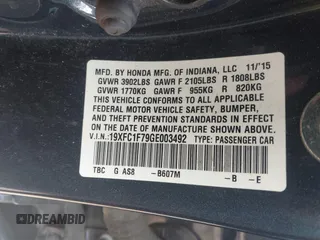 MFD. BY HONDA MFG. OF INDIANA, LLC 11/'15
GVWR 3902LBS GAWR F 2105LBS R 1808LBS
GVWR 1770KG GAWR F 955KG R 820KG
THIS VEHICLE CONFORMS TO ALL APPLICABLE
FEDERAL MOTOR VEHICLE SAFETY, BUMPER,
AND THEFT PREVENTION STANDARDS IN EFFECT
ON THE DATE OF MANUFACTURE SHOWN ABOVE.
V.I.N.:19XFC1F79GE003492 TYPE: PASSENGER CAR
TBC G AS8 -B607M -B -E
AutoHelperBot